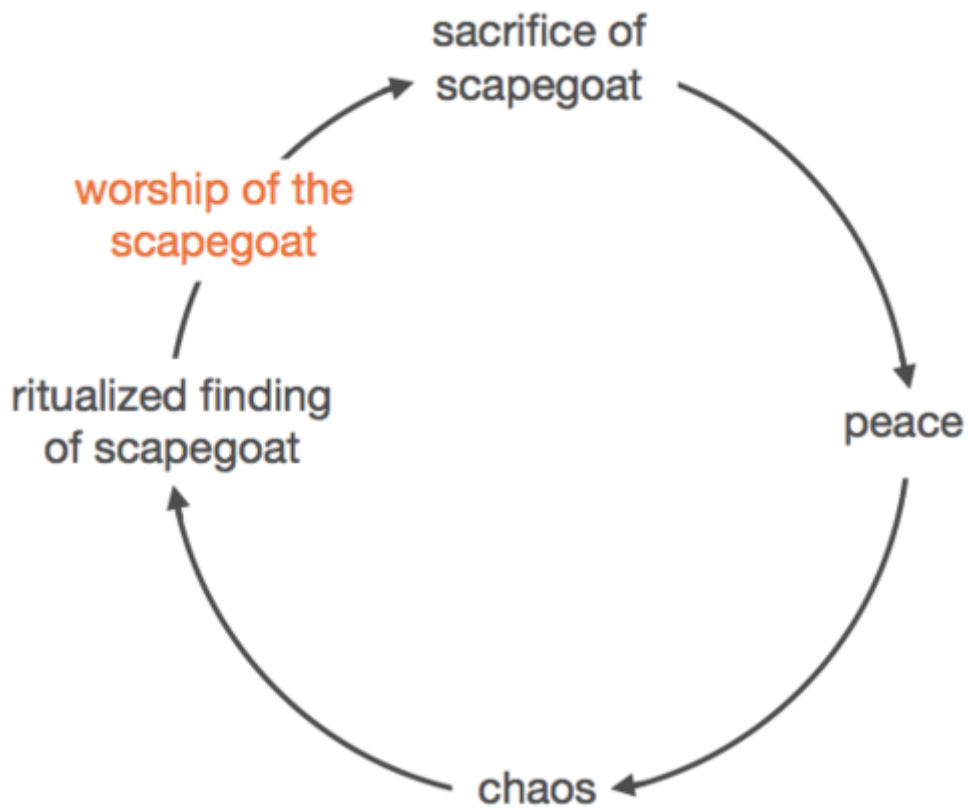 sacrifice of
scapegoat
worship of the
scapegoat
ritualized finding
of scapegoat
peace
chaos